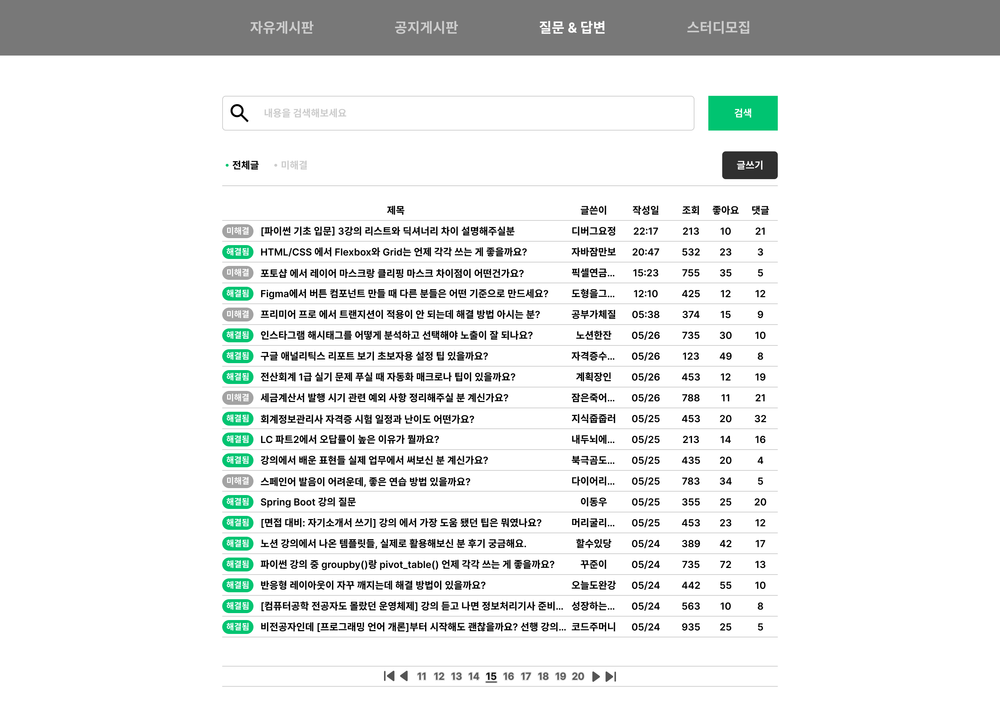 자유게시판 공지게시판 질문 & 답변 스터디모집
내용을 검색해보세요 검색
• 전체글 • 미해결 글쓰기
제목 글쓴이 작성일 조회 좋아요 댓글
미해결 [파이썬 기초 입문] 3강의 리스트와 딕셔너리 차이 설명해주실분 디버그요정 22:17 213 10 21
해결됨 HTML/CSS 에서 Flexbox와 Grid는 언제 각각 쓰는 게 좋을까요? 자바잠만보 20:47 532 23 3
미해결 포토샵 에서 레이어 마스크랑 클리핑 마스크 차이점이 어떤건가요? 픽셀연금... 15:23 755 35 5
해결됨 Figma에서 버튼 컴포넌트 만들 때 다른 분들은 어떤 기준으로 만드세요? 도형을그... 12:10 425 12 12
미해결 프리미어 프로 에서 트랜지션이 적용이 안 되는데 해결 방법 아시는 분? 공부가체질 05:38 374 15 9
해결됨 인스타그램 해시태그를 어떻게 분석하고 선택해야 노출이 잘 되나요? 노션한잔 05/26 735 30 10
해결됨 구글 애널리틱스 리포트 보기 초보자용 설정 팁 있을까요? 자격증수... 05/26 123 49 8
해결됨 전산회계 1급 실기 문제 푸실 때 자동화 매크로나 팁이 있을까요? 계획장인 05/26 453 12 19
미해결 세금계산서 발행 시기 관련 예외 사항 정리해주실 분 계신가요? 잠은죽어... 05/26 788 11 21
해결됨 회계정보관리사 자격증 시험 일정과 난이도 어떤가요? 지식줍줍러 05/25 453 20 32
해결됨 LC 파트2에서 오답률이 높은 이유가 뭘까요? 내두뇌에... 05/25 213 14 16
해결됨 강의에서 배운 표현들 실제 업무에서 써보신 분 계신가요? 북극곰도... 05/25 435 20 4
미해결 스페인어 발음이 어려운데, 좋은 연습 방법 있을까요? 다이어리... 05/25 783 34 5
해결됨 Spring Boot 강의 질문 이동우 05/25 355 25 20
해결됨 [면접 대비: 자기소개서 쓰기] 강의 에서 가장 도움 됐던 팁은 뭐였나요? 머리굴리... 05/25 453 23 12
해결됨 노션 강의에서 나온 템플릿들, 실제로 활용해보신 분 후기 궁금해요. 할수있당 05/24 389 42 17
해결됨 파이썬 강의 중 groupby()랑 pivot_table() 언제 각각 쓰는 게 좋을까요? 꾸준이 05/24 735 72 13
해결됨 반응형 레이아웃이 자꾸 깨지는데 해결 방법이 있을까요? 오늘도완강 05/24 442 55 10
해결됨 [컴퓨터공학 전공자도 몰랐던 운영체제] 강의 듣고 나면 정보처리기사 준비... 성장하는... 05/24 563 10 8
해결됨 비전공자인데 [프로그래밍 언어 개론]부터 시작해도 괜찮을까요? 선행 강의... 코드주머니 05/24 935 25 5
11 12 13 14 15 16 17 18 19 20